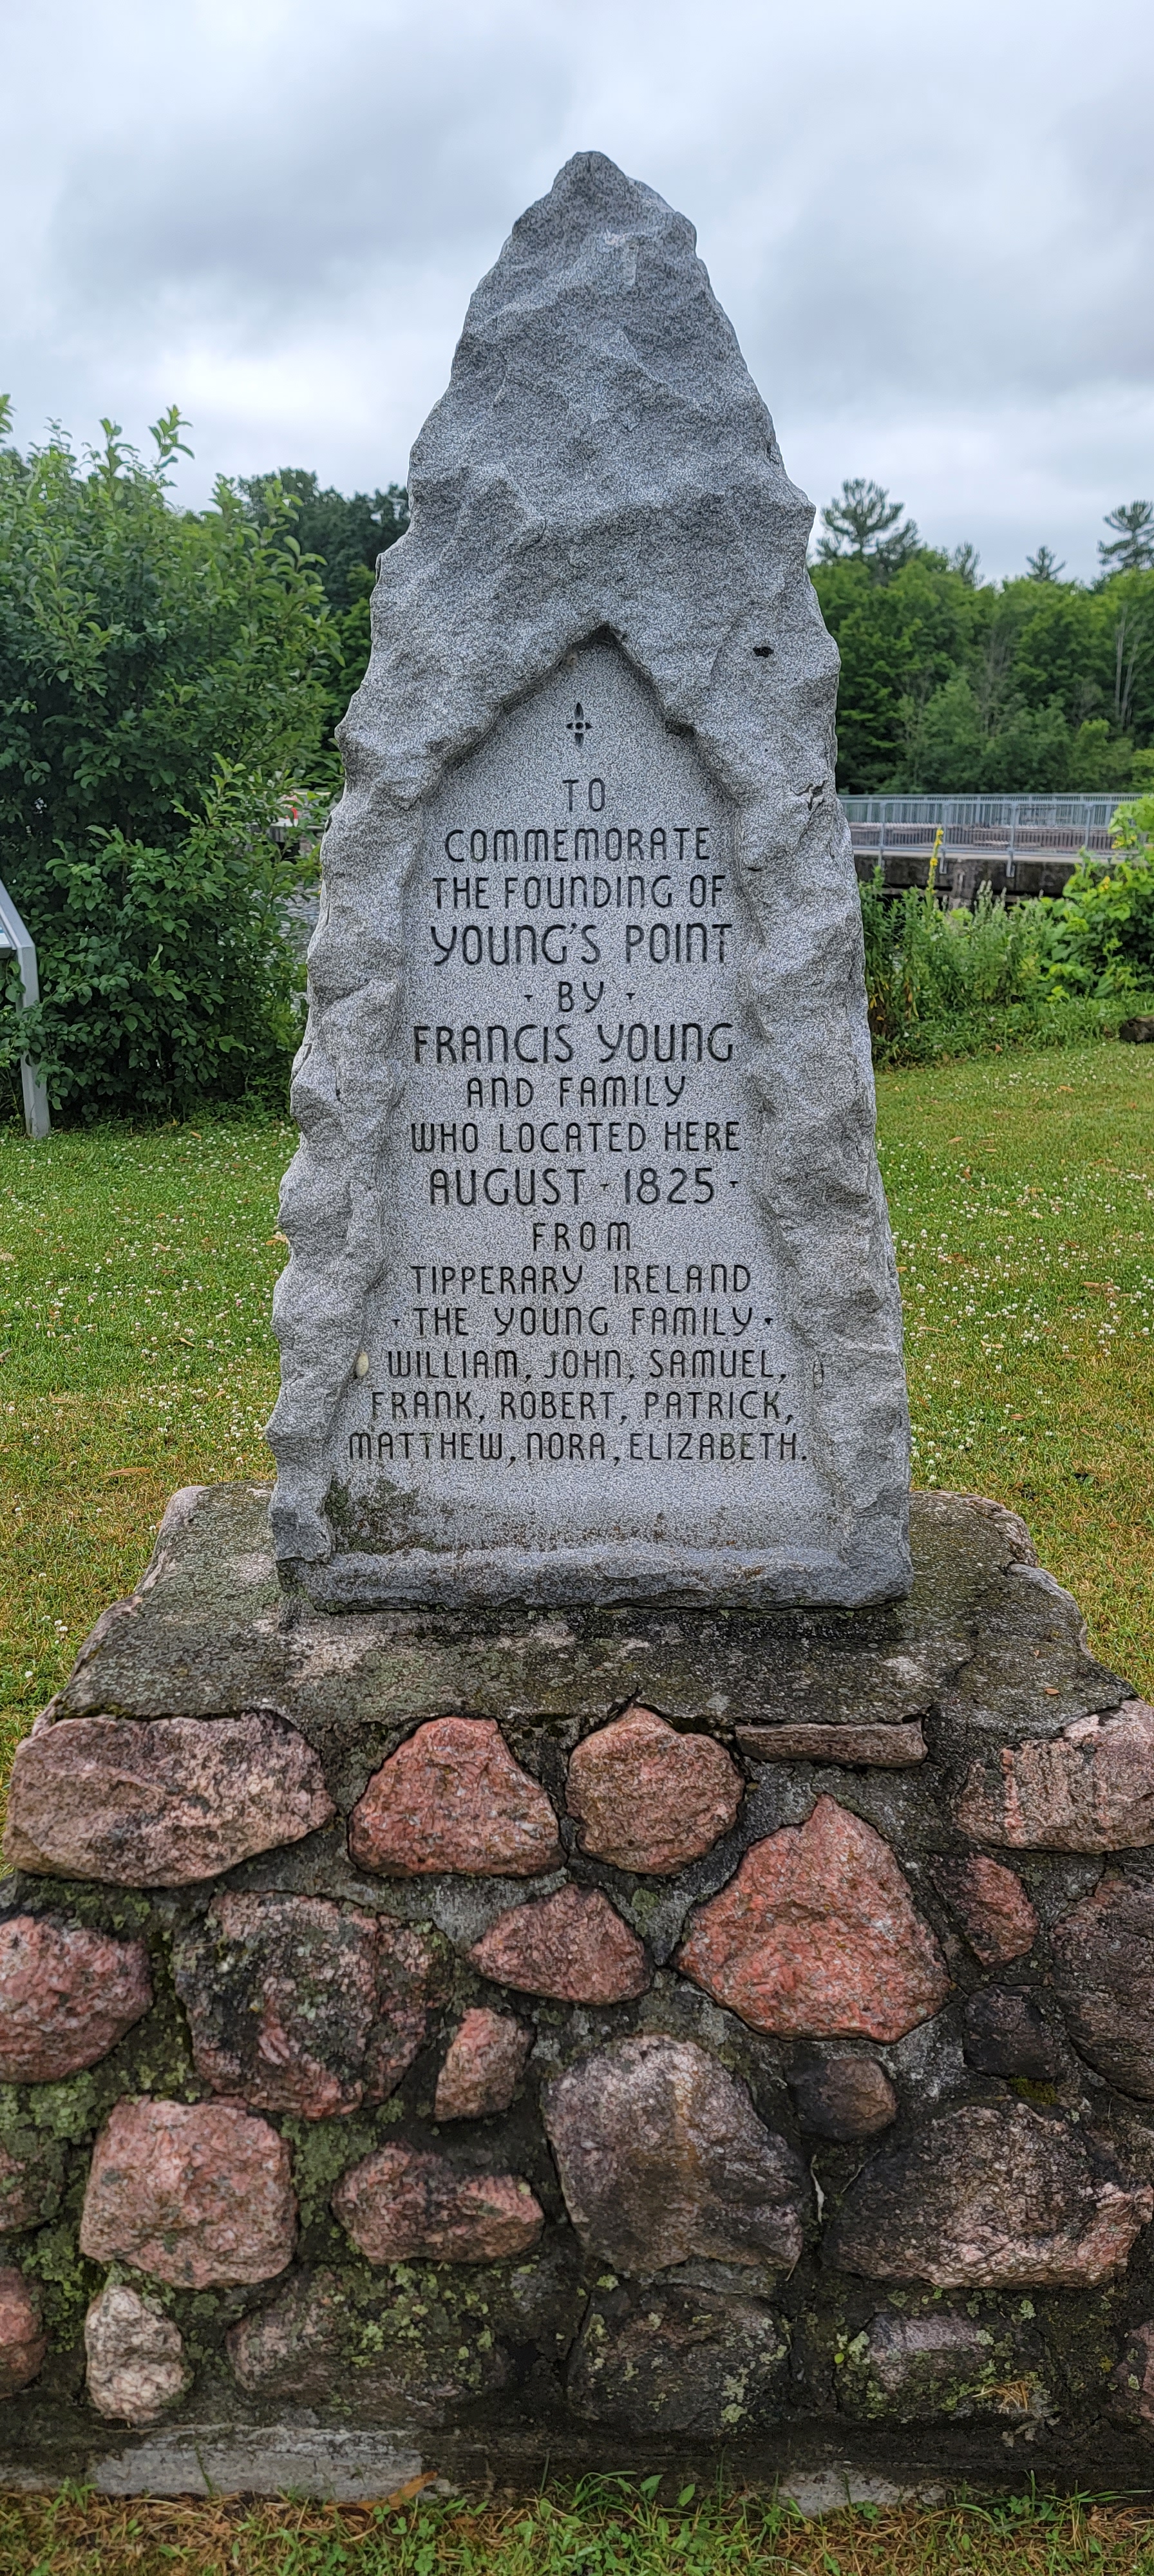 TO
COMMEMORATE
THE FOUNDING OF
YOUNG'S POINT
· BY ·
FRANCIS YOUNG
AND FAMILY
WHO LOCATED HERE
AUGUST · 1825 ·
FROM
TIPPERARY IRELAND
· THE YOUNG FAMILY ·
WILLIAM, JOHN, SAMUEL,
FRANK, ROBERT, PATRICK,
MATTHEW, NORA, ELIZABETH.